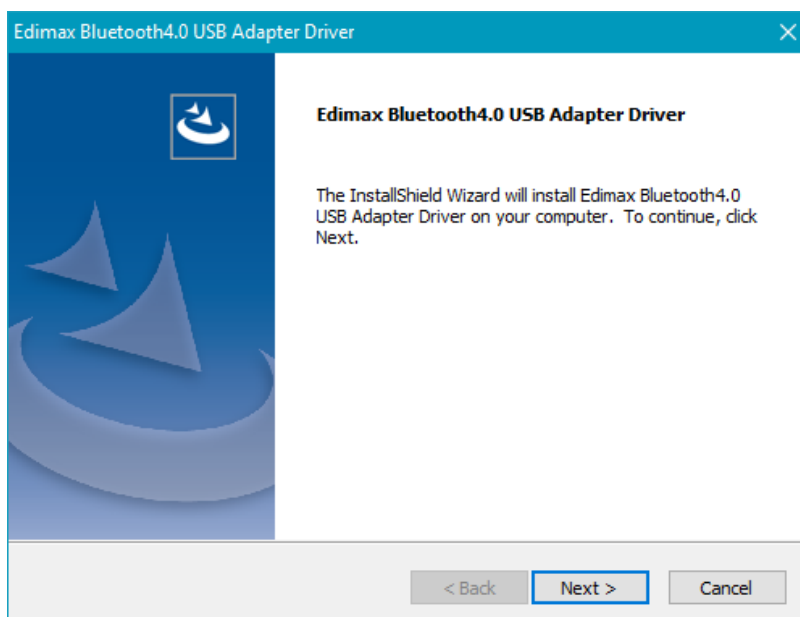 Edimax Bluetooth4.0 USB Adapter Driver
Edimax Bluetooth4.0 USB Adapter Driver
The InstallShield Wizard will install Edimax Bluetooth4.0
USB Adapter Driver on your computer.  To continue, click
Next.
< Back
Next >
Cancel